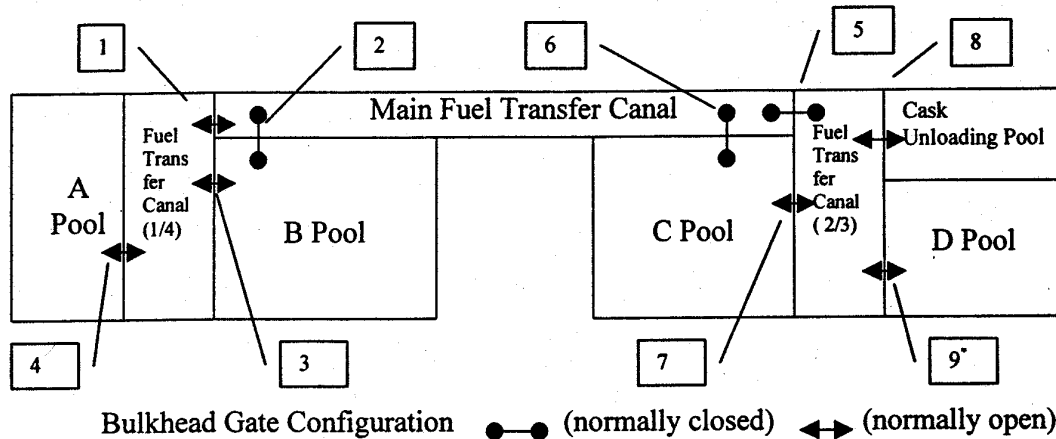 1
2
6
5
8
Main Fuel Transfer Canal
Fuel
Trans
fer
Canal
(1/4)
Fuel
Trans
fer
Canal
( 2/3)
Cask
Unloading Pool
A
Pool
B Pool
C Pool
D Pool
4
3
7
9*
Bulkhead Gate Configuration (normally closed) (normally open)